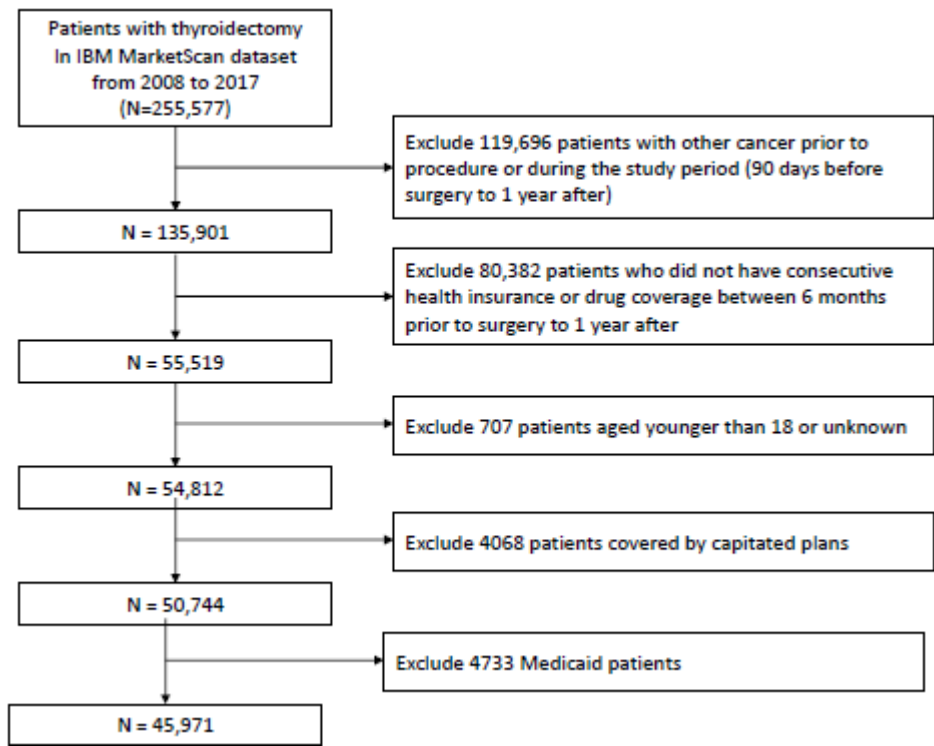 Patients with thyroidectomy
In IBM MarketScan dataset
from 2008 to 2017
(N=255,577)
Exclude 119,696 patients with other cancer prior to
procedure or during the study period (90 days before
surgery to 1 year after)
N = 135,901
Exclude 80,382 patients who did not have consecutive
health insurance or drug coverage between 6 months
prior to surgery to 1 year after
N = 55,519
Exclude 707 patients aged younger than 18 or unknown
N = 54,812
Exclude 4068 patients covered by capitated plans
N = 50,744
Exclude 4733 Medicaid patients
N = 45,971